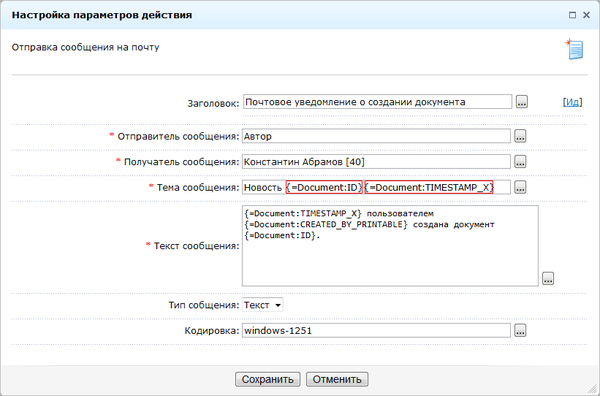 Настройка параметров действия
Отправка сообщения на почту
Заголовок: Почтовое уведомление о создании документа ... [Ид]
* Отправитель сообщения: Автор ...
* Получатель сообщения: Константин Абрамов [40] ...
* Тема сообщения: Новость {=Document:ID} {=Document:TIMESTAMP_X} ...
{=Document:TIMESTAMP_X} пользователем
{=Document:CREATED_BY_PRINTABLE} создана документ
{=Document:ID}.
* Текст сообщения: ...
Тип собщения: Текст
Кодировка: windows-1251 ...
Сохранить Отменить